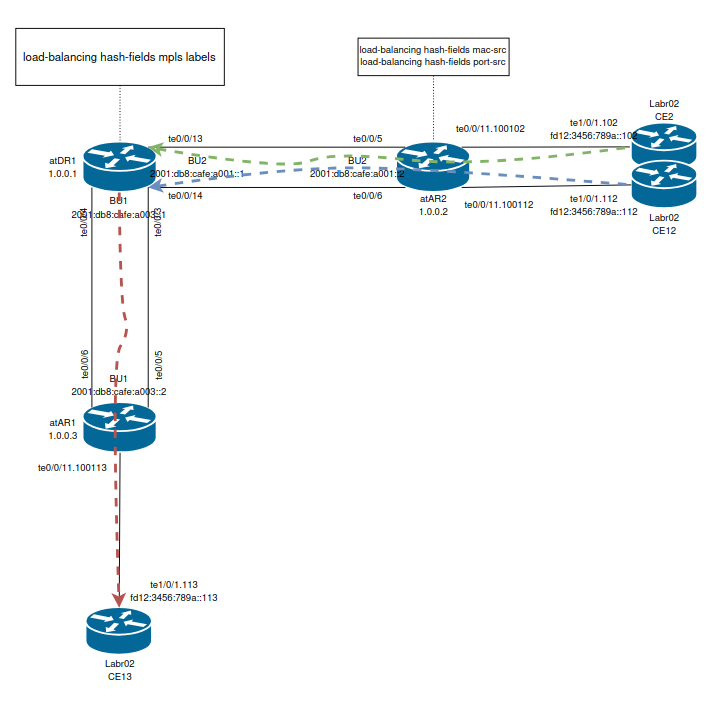 load-balancing hash-fields mpls labels
load-balancing hash-fields mac-src
load-balancing hash-fields port-src
Labr02
CE2
te0/0/13
te0/0/5
te0/0/11.100102
te1/0/1.102
fd12:3456:789a::102
atDR1
1.0.0.1
BU2
2001:db8:cafe:a001::1
BU2
2001:db8:cafe:a001::2
te0/0/14
te0/0/6
atAR2
1.0.0.2
te0/0/11.100112
te1/0/1.112
fd12:3456:789a::112
Labr02
CE12
BU1
2001:db8:cafe:a003::1
te0/0/6
te0/0/5
BU1
2001:db8:cafe:a003::2
atAR1
1.0.0.3
te0/0/11.100113
te1/0/1.113
fd12:3456:789a::113
Labr02
CE13